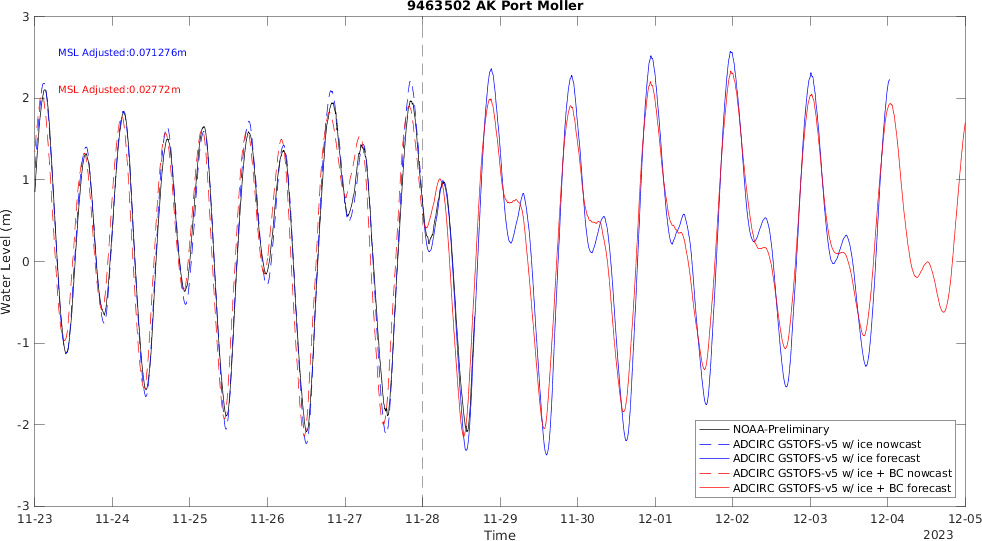 9463502 AK Port Moller
MSL Adjusted:0.071276m
MSL Adjusted:0.02772m
Water Level (m)
3
2
1
0
-1
-2
-3
NOAA-Preliminary
ADCIRC GSTOFS-v5 w/ ice nowcast
ADCIRC GSTOFS-v5 w/ ice forecast
ADCIRC GSTOFS-v5 w/ ice + BC nowcast
ADCIRC GSTOFS-v5 w/ ice + BC forecast
11-23 11-24 11-25 11-26 11-27 11-28 11-29 11-30 12-01 12-02 12-03 12-04 12-05
Time
2023